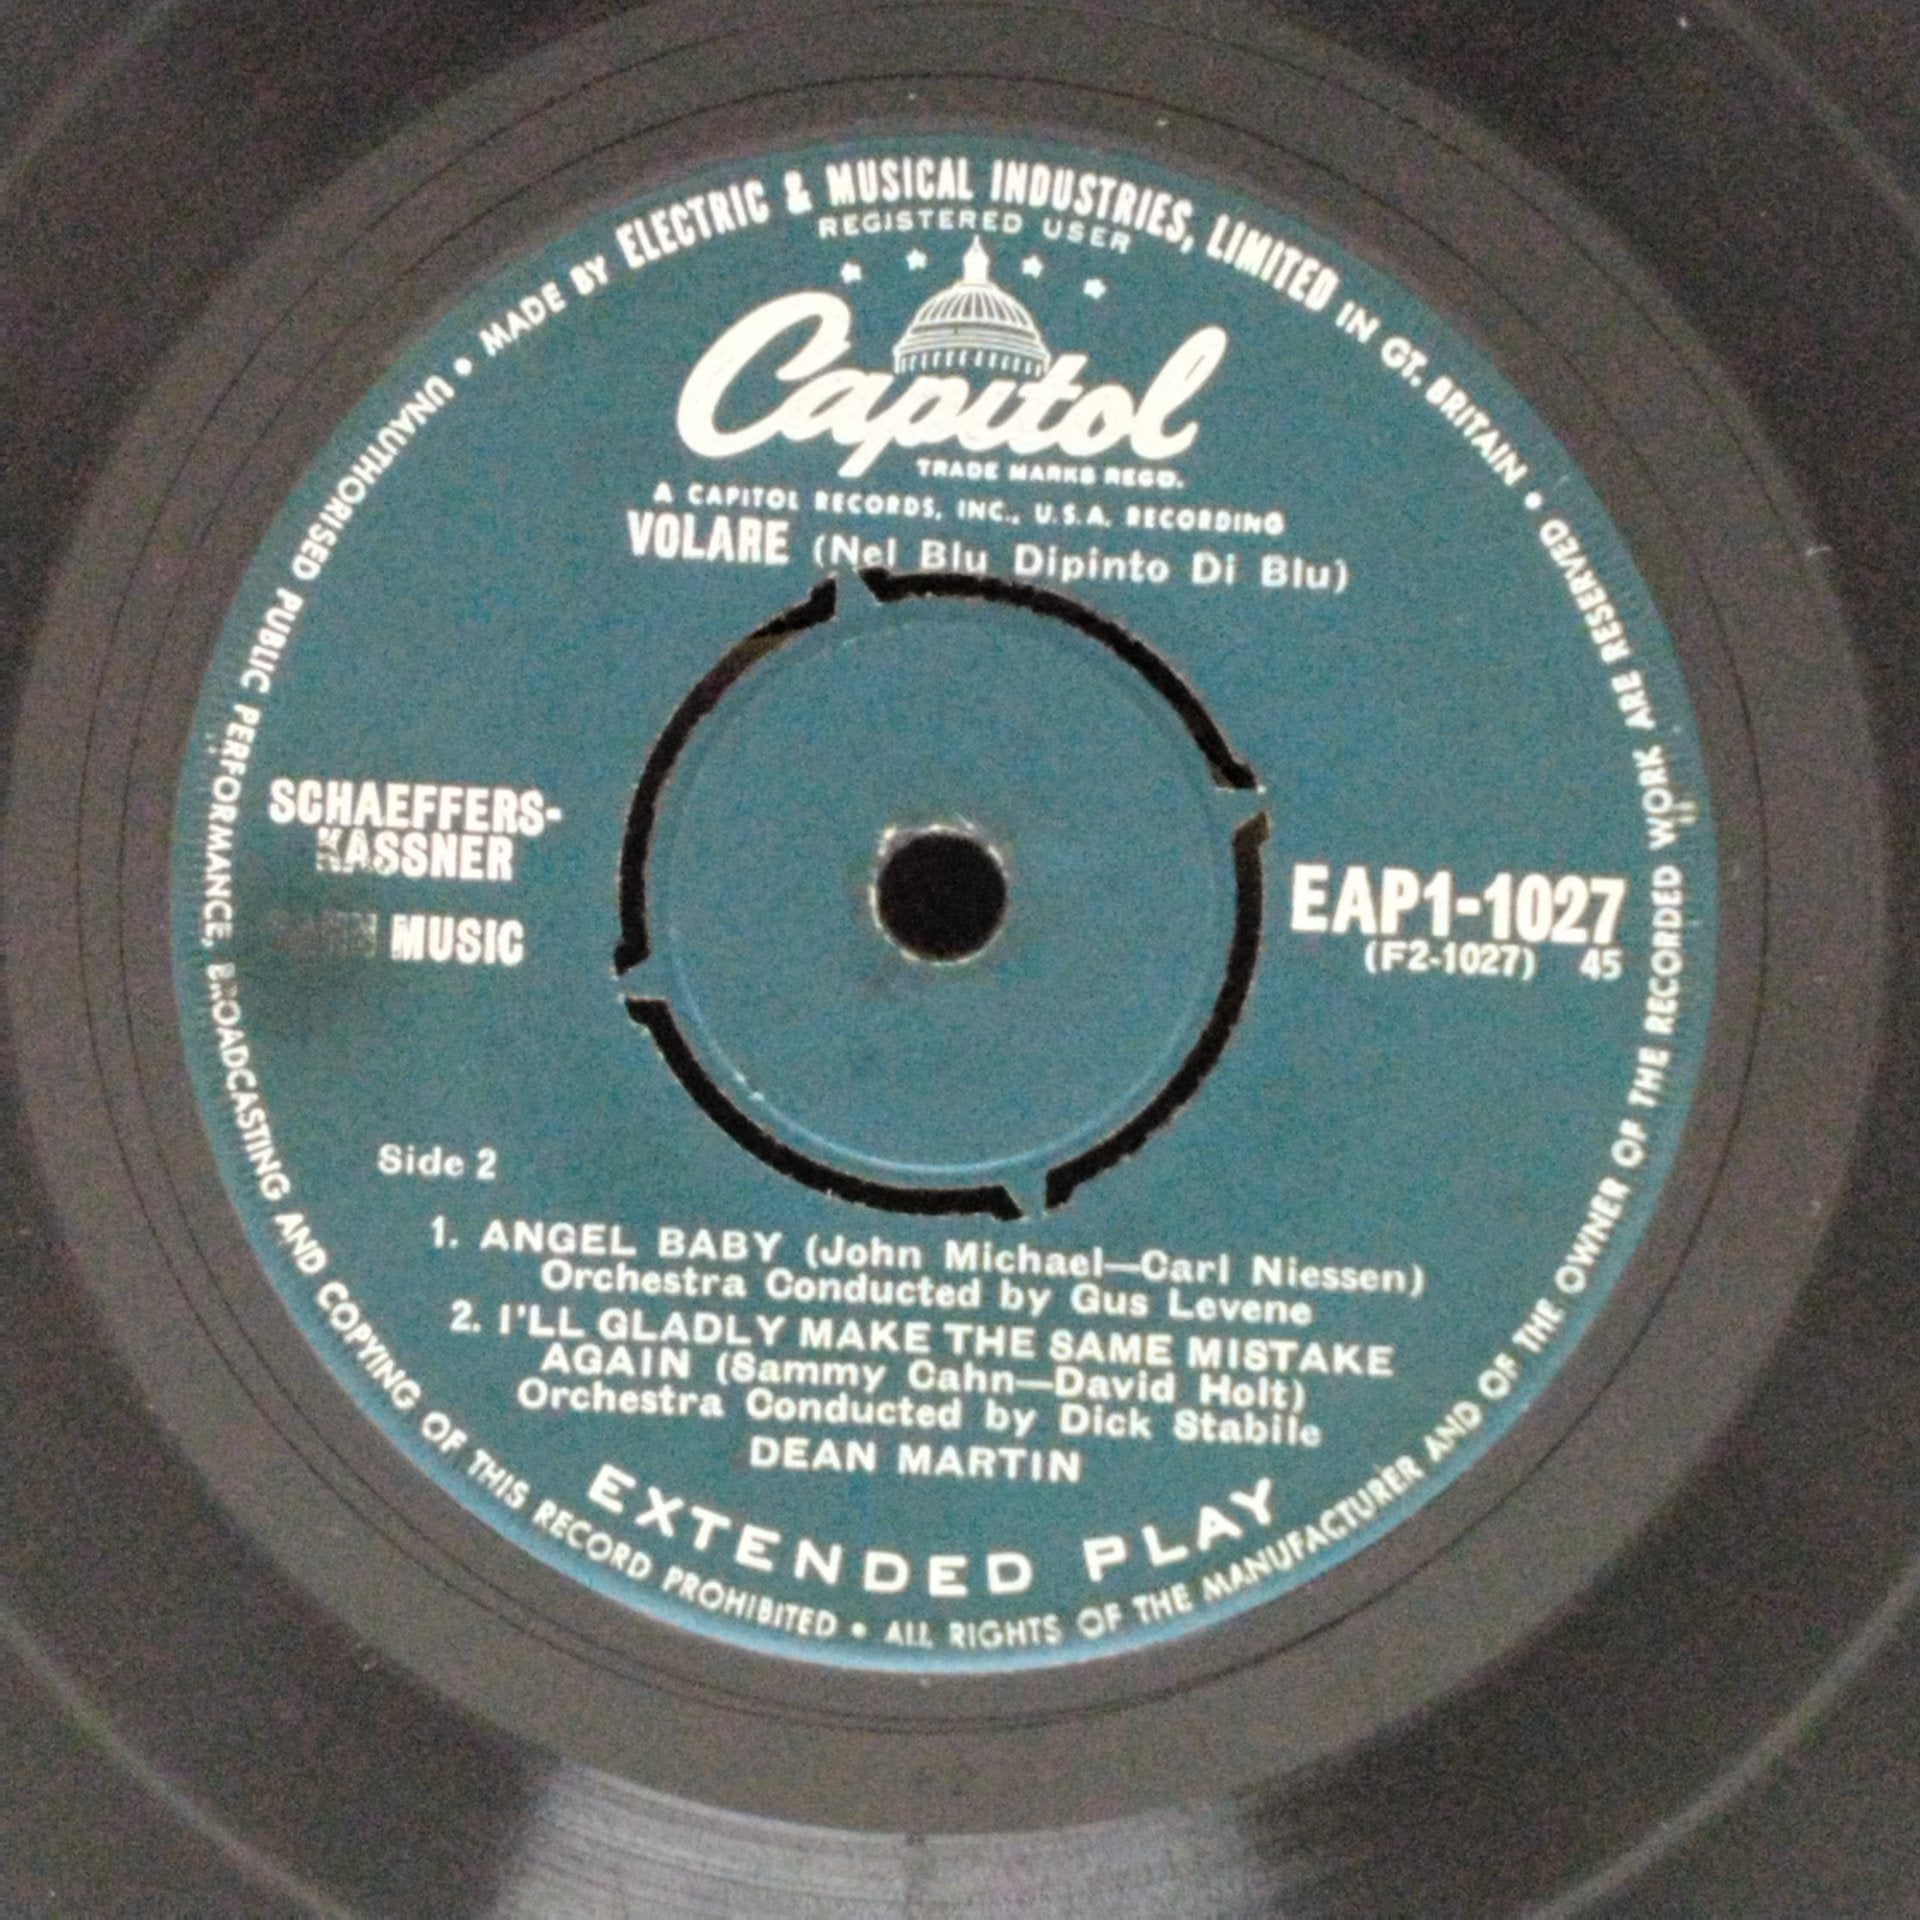 MADE BY ELECTRIC & MUSICAL INDUSTRIES, LIMITED IN GT. BRITAIN • ALL RIGHTS OF THE MANUFACTURER AND OF THE OWNER OF THE RECORDED WORK ARE RESERVED • UNAUTHORISED PUBLIC PERFORMANCE, BROADCASTING AND COPYING OF THIS RECORD PROHIBITED •
REGISTERED USER
Capitol
TRADE MARKS REGD.
A CAPITOL RECORDS, INC., U.S.A. RECORDING
VOLARE (Nel Blu Dipinto Di Blu)
SCHAEFFERS-
KASSNER
MUSIC
EAP1-1027
(F2-1027) 45
Side 2
1. ANGEL BABY (John Michael—Carl Niessen)
Orchestra Conducted by Gus Levene
2. I'LL GLADLY MAKE THE SAME MISTAKE
AGAIN (Sammy Cahn—David Holt)
Orchestra Conducted by Dick Stabile
DEAN MARTIN
EXTENDED PLAY